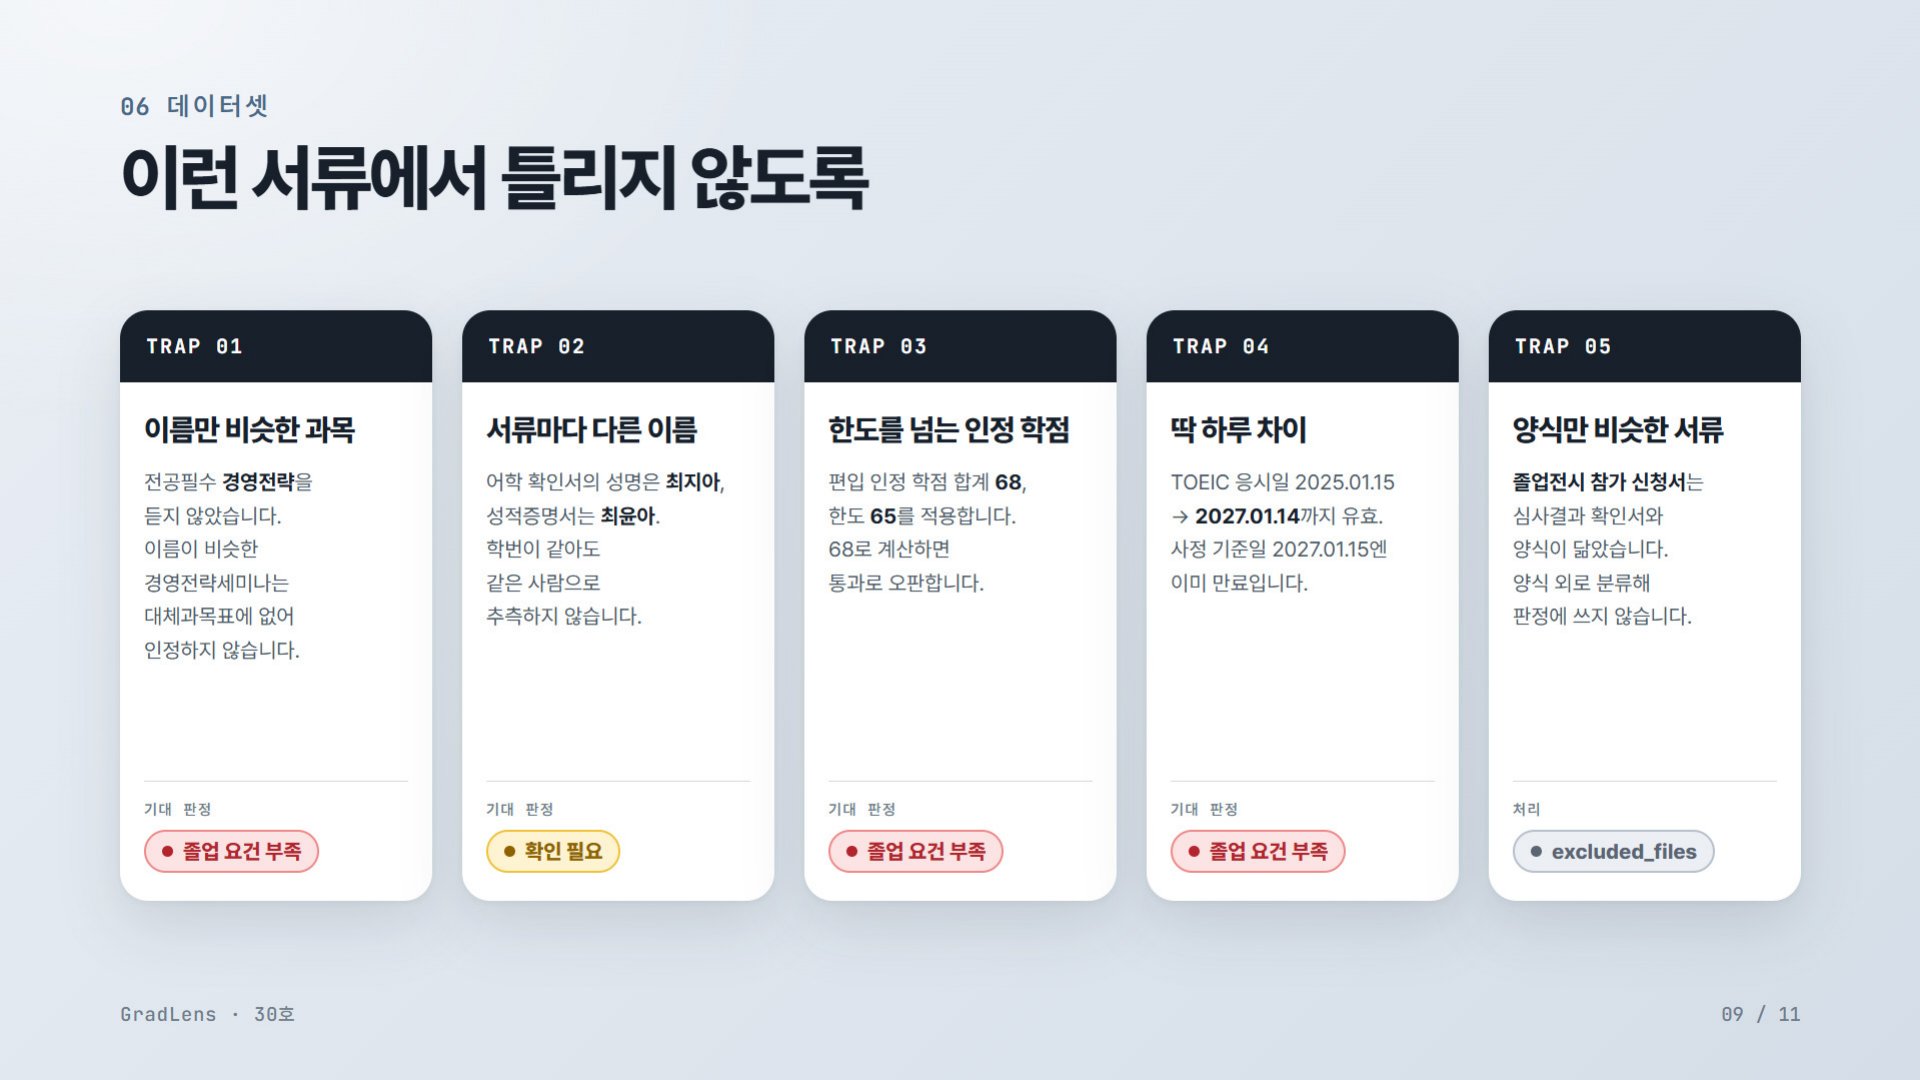 06 데이터셋
이런 서류에서 틀리지 않도록
TRAP 01
이름만 비슷한 과목
전공필수 경영전략을
듣지 않았습니다.
이름이 비슷한
경영전략세미나는
대체과목표에 없어
인정하지 않습니다.
기대 판정
졸업 요건 부족
TRAP 02
서류마다 다른 이름
어학 확인서의 성명은 최지아,
성적증명서는 최윤아.
학번이 같아도
같은 사람으로
추측하지 않습니다.
기대 판정
확인 필요
TRAP 03
한도를 넘는 인정 학점
편입 인정 학점 합계 68,
한도 65를 적용합니다.
68로 계산하면
통과로 오판합니다.
기대 판정
졸업 요건 부족
TRAP 04
딱 하루 차이
TOEIC 응시일 2025.01.15
→ 2027.01.14까지 유효.
사정 기준일 2027.01.15엔
이미 만료입니다.
기대 판정
졸업 요건 부족
TRAP 05
양식만 비슷한 서류
졸업전시 참가 신청서는
심사결과 확인서와
양식이 닮았습니다.
양식 외로 분류해
판정에 쓰지 않습니다.
처리
excluded_files
GradLens · 30호
09 / 11